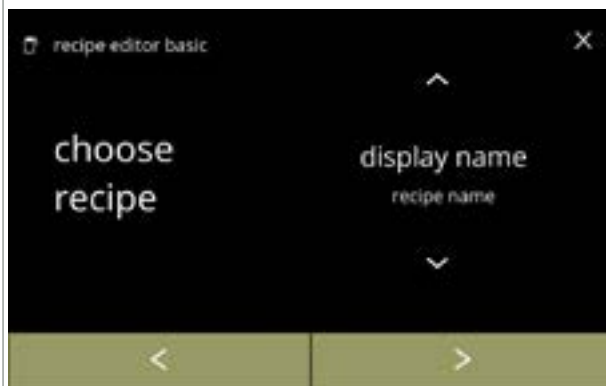 recipe editor basic
choose
recipe
display name
recipe name